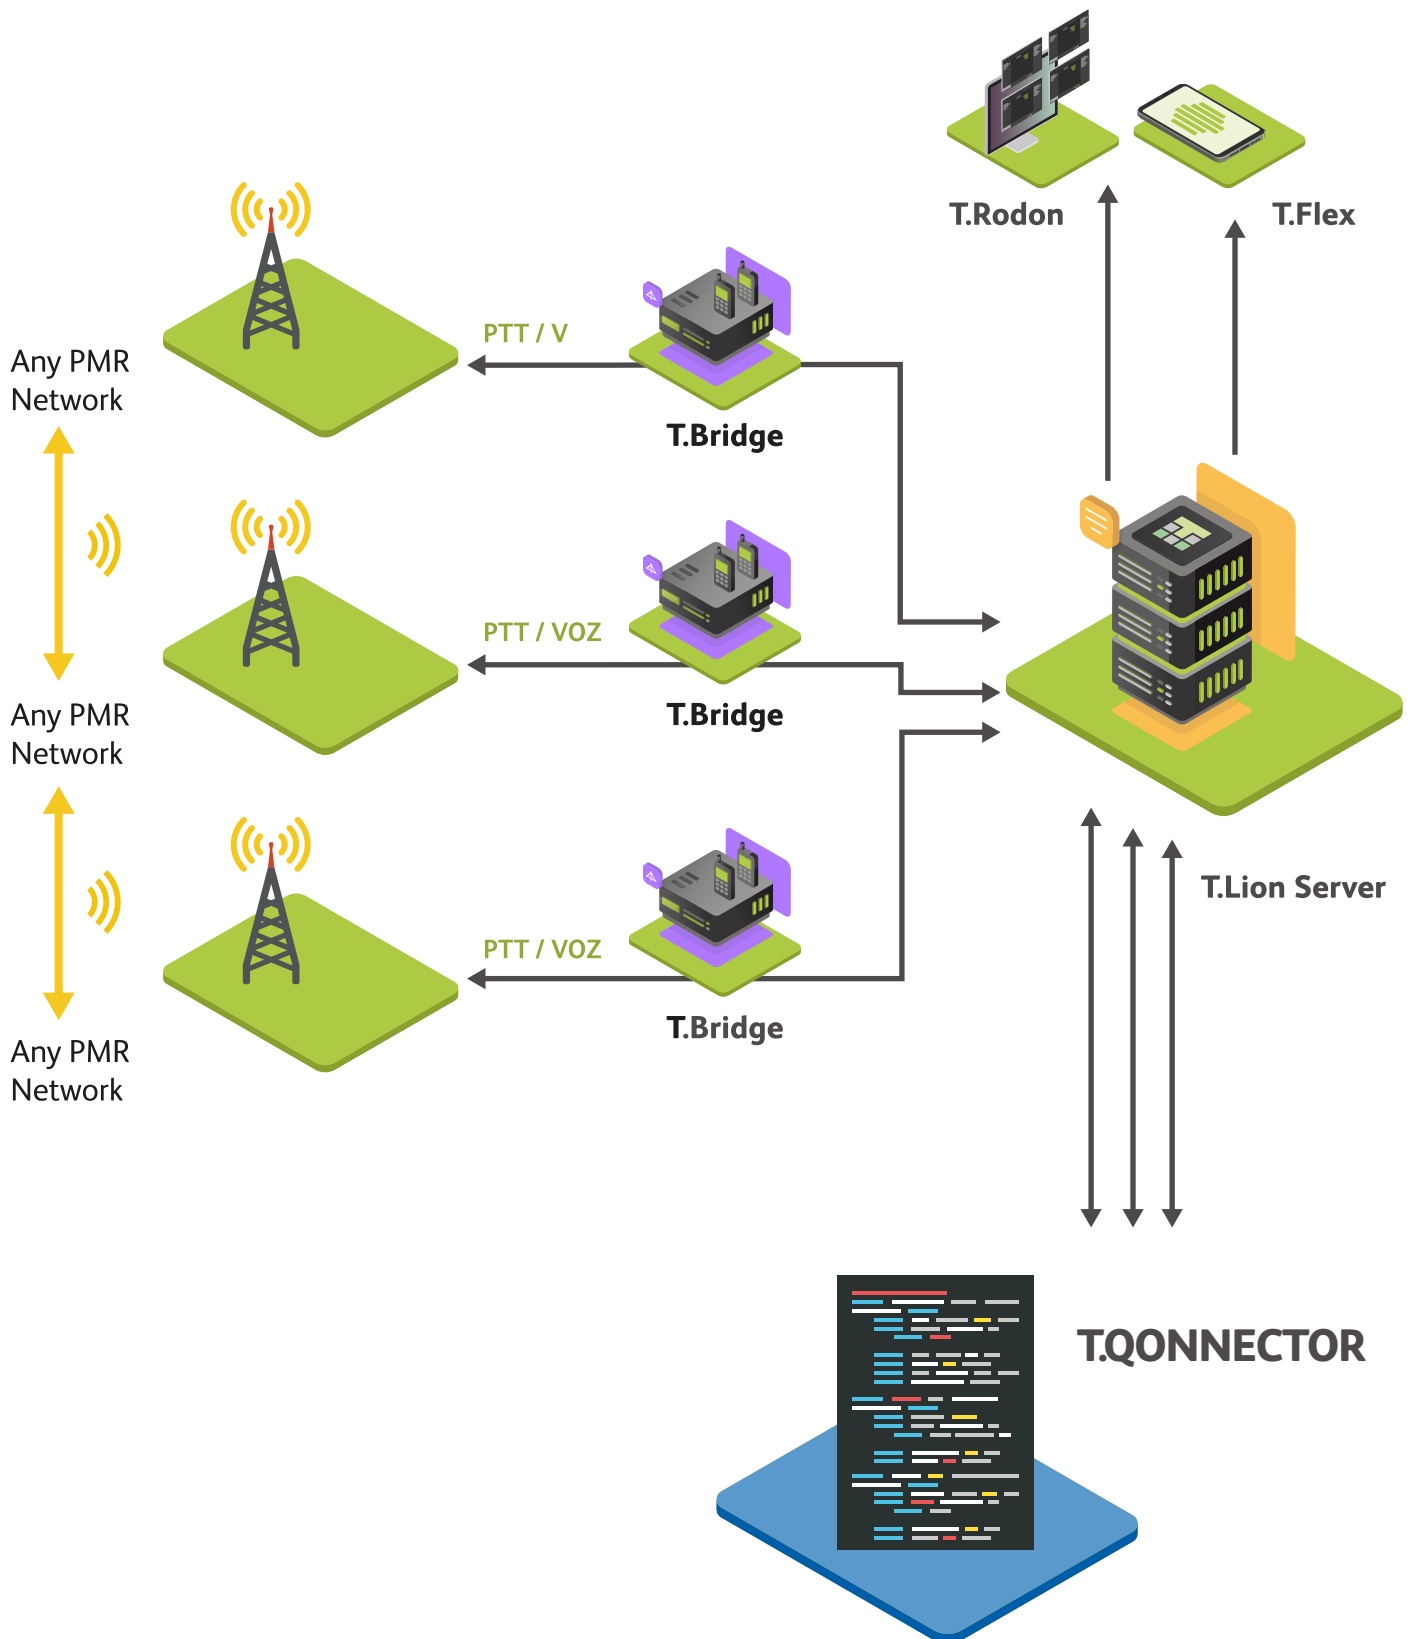 T.Rodon
T.Flex
PTT / V
Any PMR
Network
T.Bridge
PTT / VOZ
Any PMR
Network
T.Bridge
T.Lion Server
PTT / VOZ
T.Bridge
Any PMR
Network
T.QONNECTOR